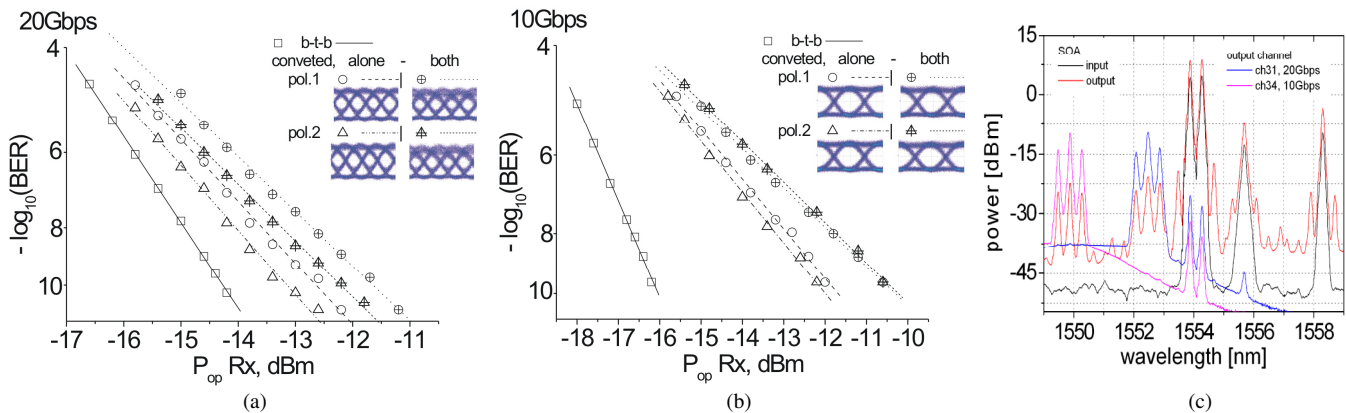 20Gbps
4
6
8
10
- log10(BER)
-17 -16 -15 -14 -13 -12 -11
Pop Rx, dBm
b-t-b
conveted, alone - both
pol.1
pol.2
(a)
10Gbps
4
6
8
10
- log10(BER)
-18 -17 -16 -15 -14 -13 -12 -11 -10
Pop Rx, dBm
b-t-b
conveted, alone - both
pol.1
pol.2
(b)
15
0
-15
-30
-45
power [dBm]
SOA
input
output
output channel
ch31, 20Gbps
ch34, 10Gbps
1550 1552 1554 1556 1558
wavelength [nm]
(c)